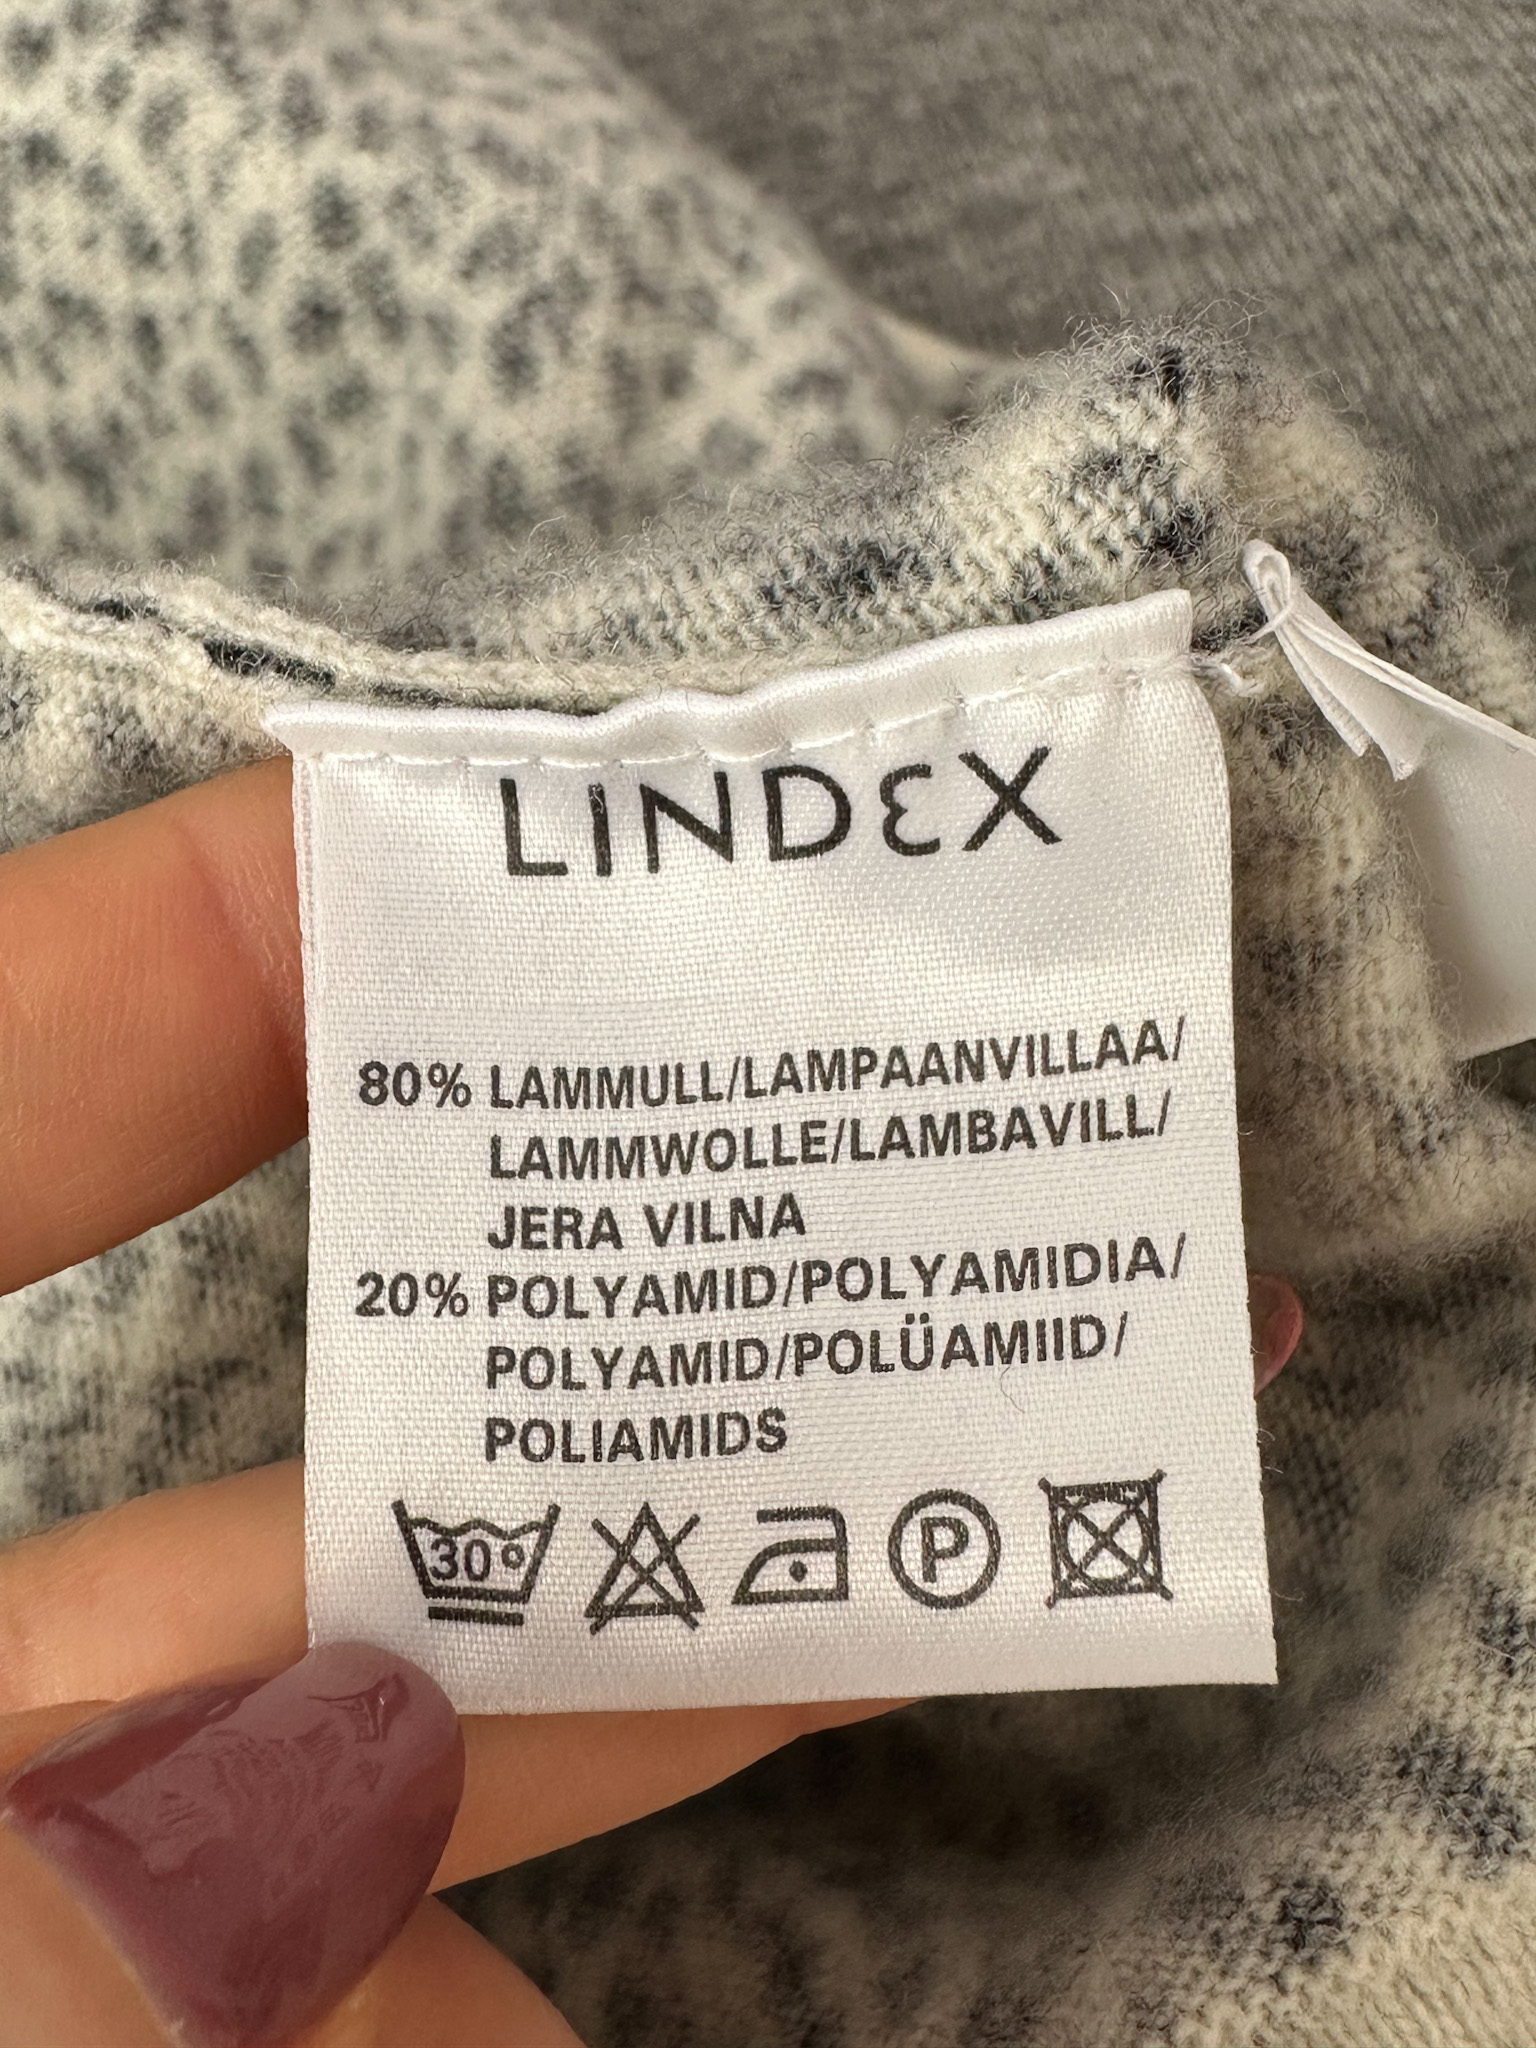 LINDEX
80% LAMMULL/LAMPAANVILLAA/
LAMMWOLLE/LAMBAVILL/
JERA VILNA
20% POLYAMID/POLYAMIDIA/
POLYAMID/POLÜAMIID/
POLIAMIDS
30° P